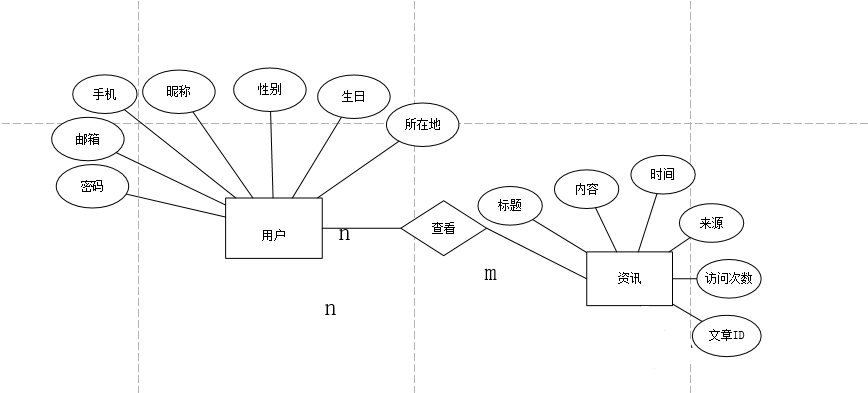 手机
昵称
性别
生日
所在地
邮箱
密码
用户
n
查看
标题
内容
时间
来源
资讯
访问次数
m
n
文章ID